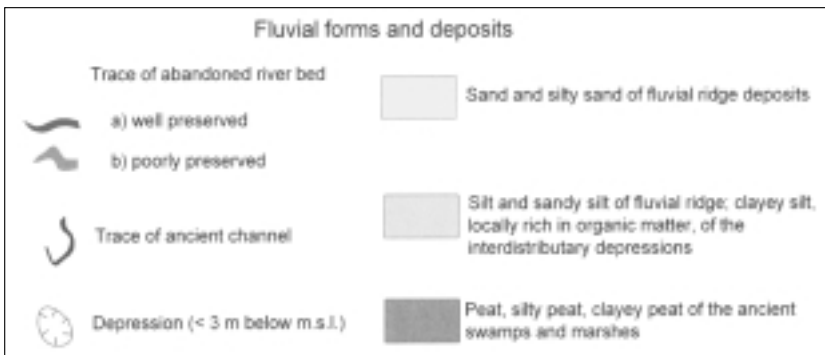 Fluvial forms and deposits
Trace of abandoned river bed
a) well preserved
b) poorly preserved
Trace of ancient channel
Depression (< 3 m below m.s.l.)
Sand and silty sand of fluvial ridge deposits
Silt and sandy silt of fluvial ridge; clayey silt,
locally rich in organic matter, of the
interdistributary depressions
Peat, silty peat, clayey peat of the ancient
swamps and marshes